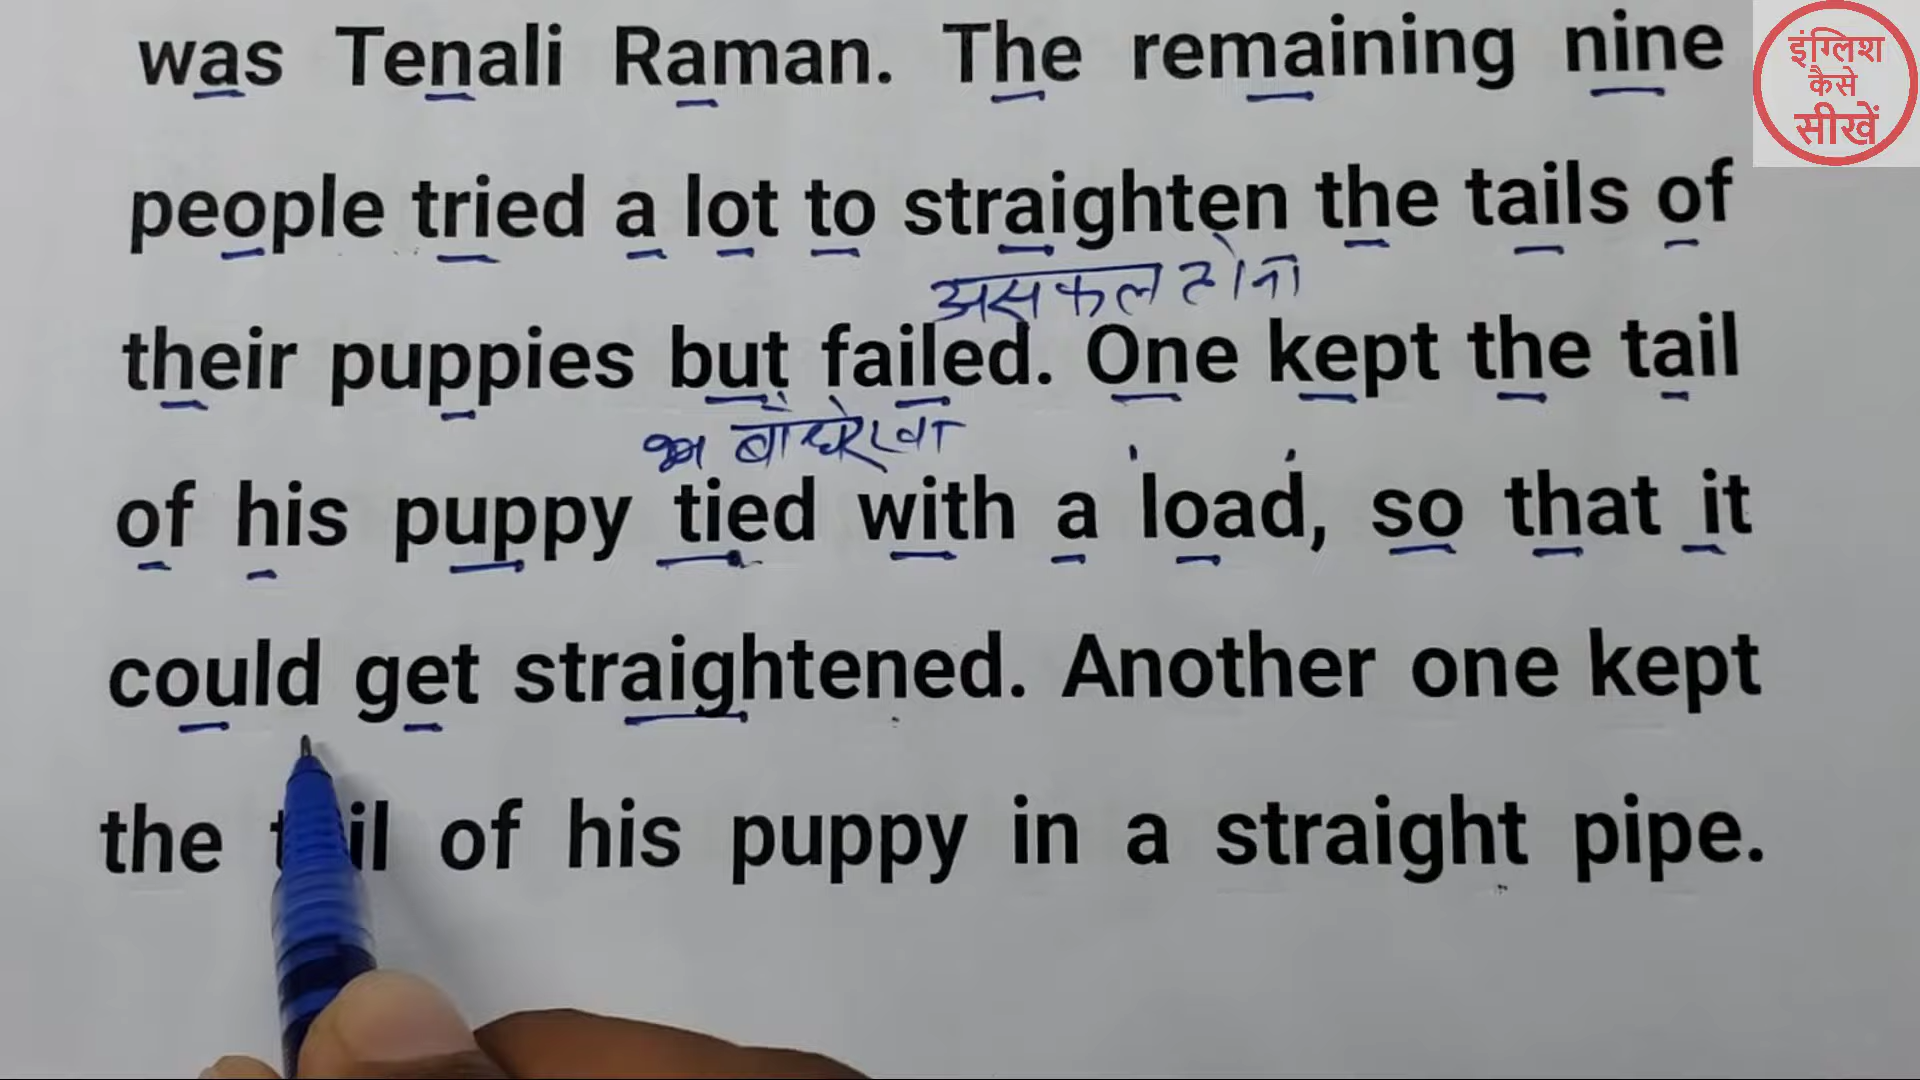 was Tenali Raman. The remaining nine
इंग्लिश
कैसे
सीखें
people tried a lot to straighten the tails of
असफल होना
their puppies but failed. One kept the tail
बाँधे रखा
of his puppy tied with a load, so that it
could get straightened. Another one kept
the of his puppy in a straight pipe.